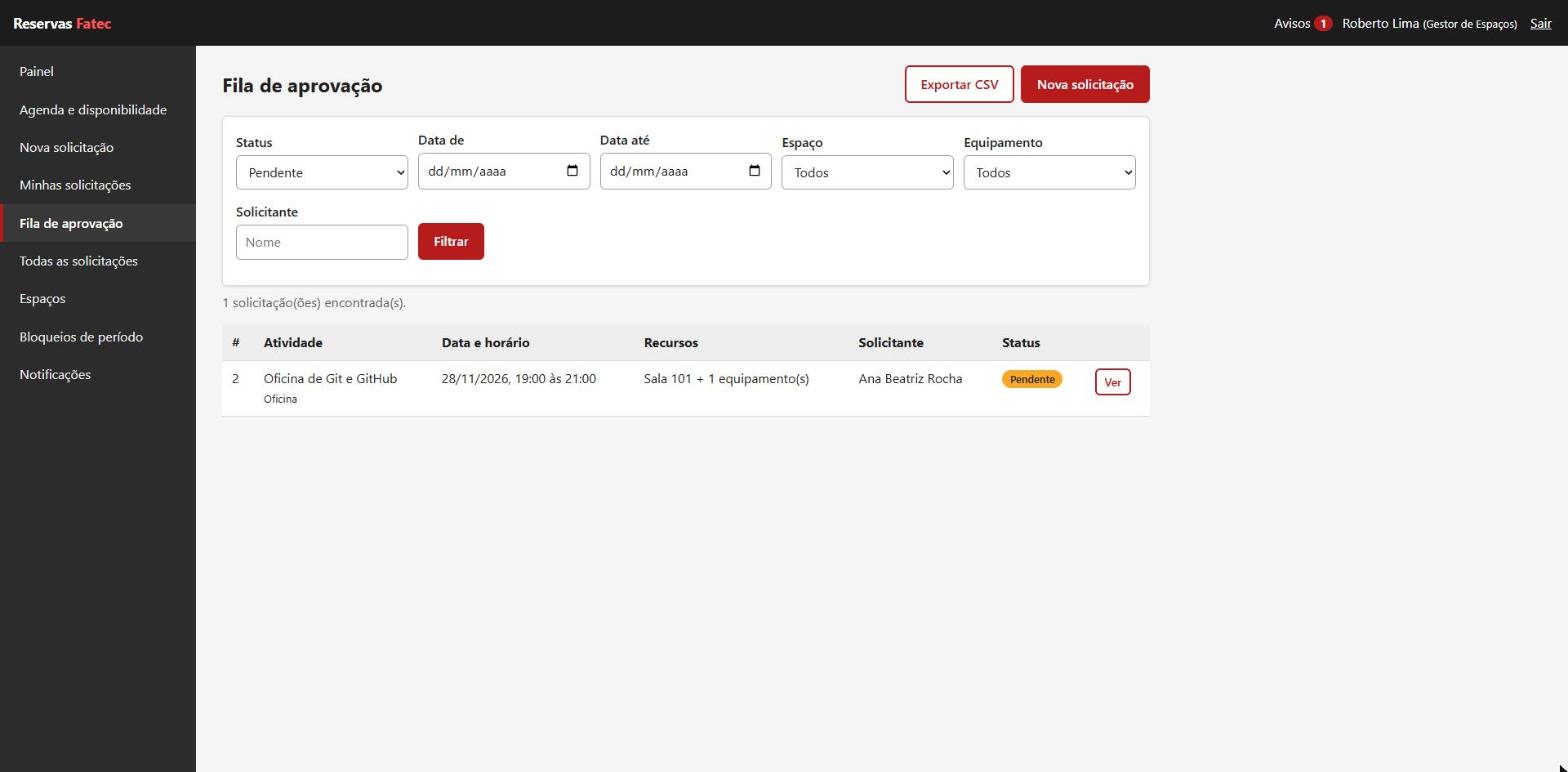 Reservas Fatec
Avisos 1 Roberto Lima (Gestor de Espaços) Sair
Painel
Agenda e disponibilidade
Nova solicitação
Minhas solicitações
Fila de aprovação
Todas as solicitações
Espaços
Bloqueios de período
Notificações
Fila de aprovação
Exportar CSV
Nova solicitação
Status
Pendente
Data de
dd/mm/aaaa
Data até
dd/mm/aaaa
Espaço
Todos
Equipamento
Todos
Solicitante
Nome
Filtrar
1 solicitação(ões) encontrada(s).
# Atividade Data e horário Recursos Solicitante Status
2 Oficina de Git e GitHub 28/11/2026, 19:00 às 21:00 Sala 101 + 1 equipamento(s) Ana Beatriz Rocha Pendente Ver
Oficina